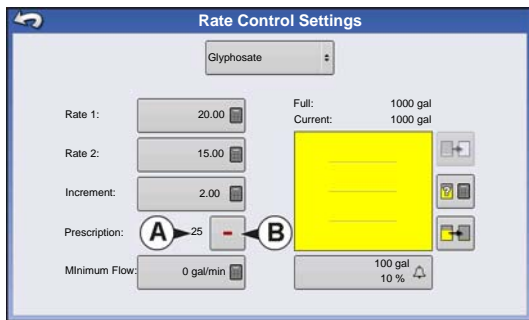 Rate Control Settings
Glyphosate
Rate 1: 20.00
Rate 2: 15.00
Increment: 2.00
Prescription: A 25 - B
MInimum Flow: 0 gal/min
Full: 1000 gal
Current: 1000 gal
?
100 gal
10 %